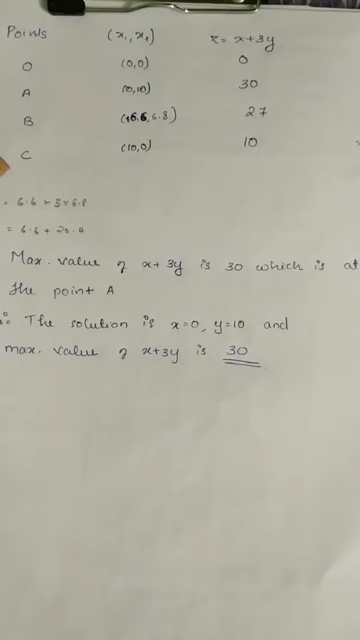 Points (x₁, x₂) z = x+3y
O (0,0) 0
A (0,10) 30
B (6.6, 6.8) 27
C (10,0) 10
= 6.6 + 3×6.8
= 6.6 + 20.4
Max. value of x+3y is 30 which is at
the point A
∴ The solution is x=0, y=10 and
max. value of x+3y is 30